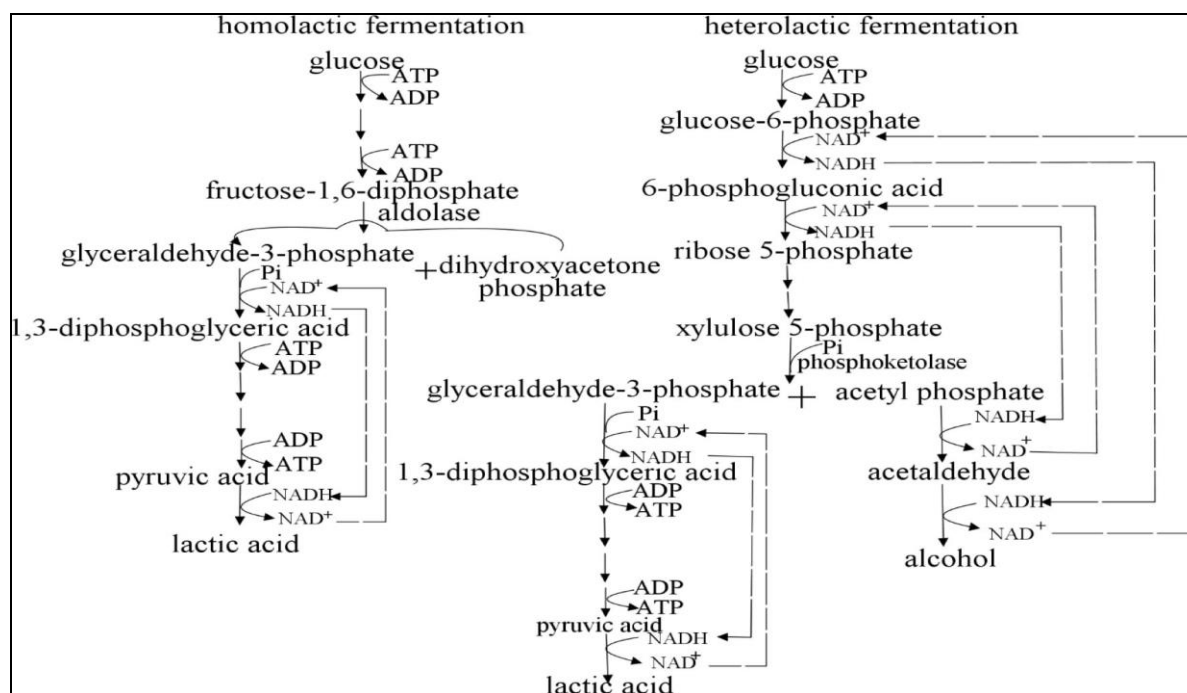 homolactic fermentation
glucose
ATP
ADP
ATP
ADP
fructose-1,6-diphosphate
aldolase
glyceraldehyde-3-phosphate
+
dihydroxyacetone
phosphate
Pi
NAD+
NADH
1,3-diphosphoglyceric acid
ATP
ADP
ADP
ATP
pyruvic acid
NADH
NAD+
lactic acid
heterolactic fermentation
glucose
ATP
ADP
glucose-6-phosphate
NAD+
NADH
6-phosphogluconic acid
NAD+
NADH
ribose 5-phosphate
xylulose 5-phosphate
Pi
phosphoketolase
glyceraldehyde-3-phosphate
+
acetyl phosphate
Pi
NAD+
NADH
1,3-diphosphoglyceric acid
ADP
ATP
ADP
ATP
pyruvic acid
NADH
NAD+
lactic acid
NADH
NAD+
acetaldehyde
NADH
NAD+
alcohol